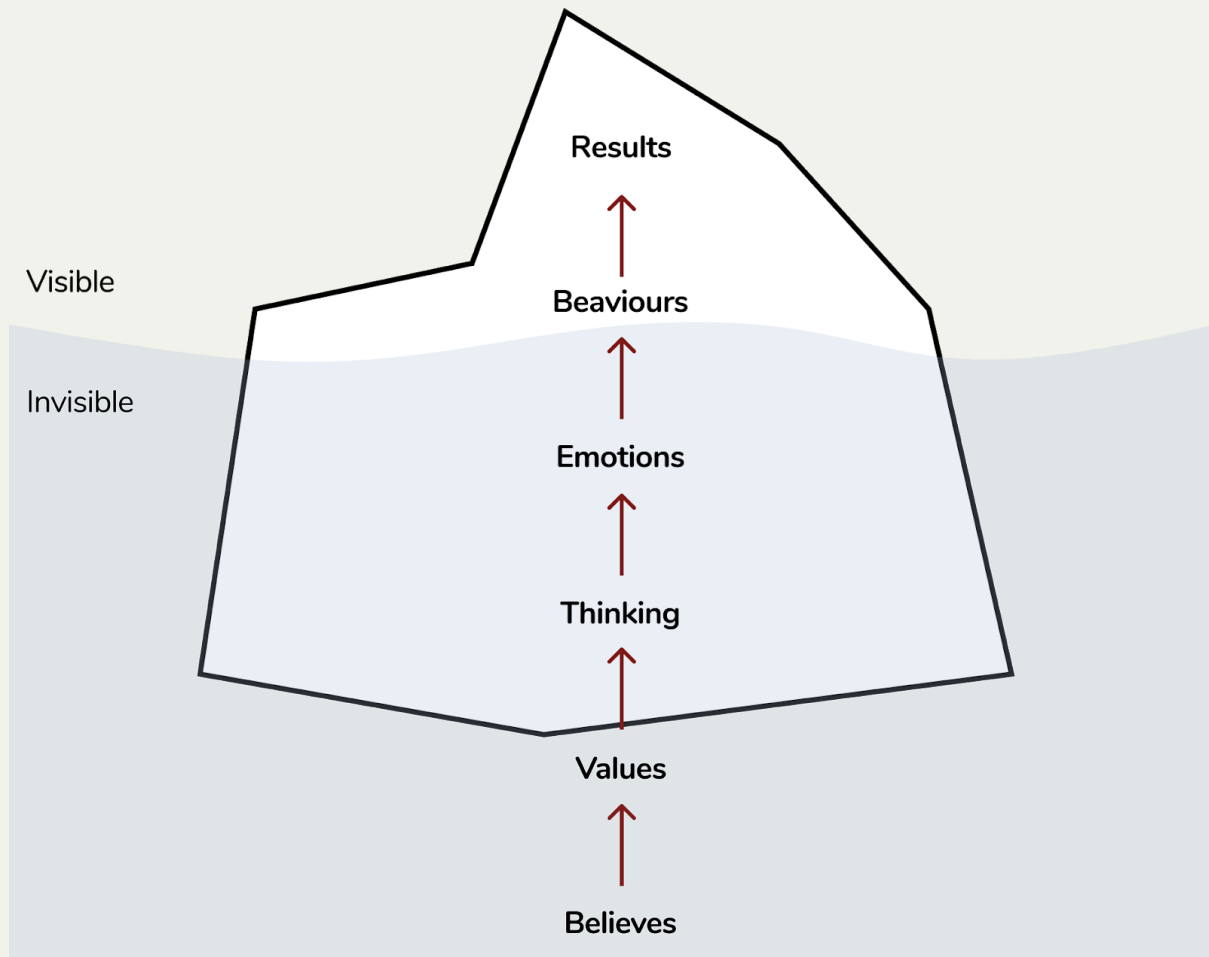 Results
Visible
Beaviours
Invisible
Emotions
Thinking
Values
Believes